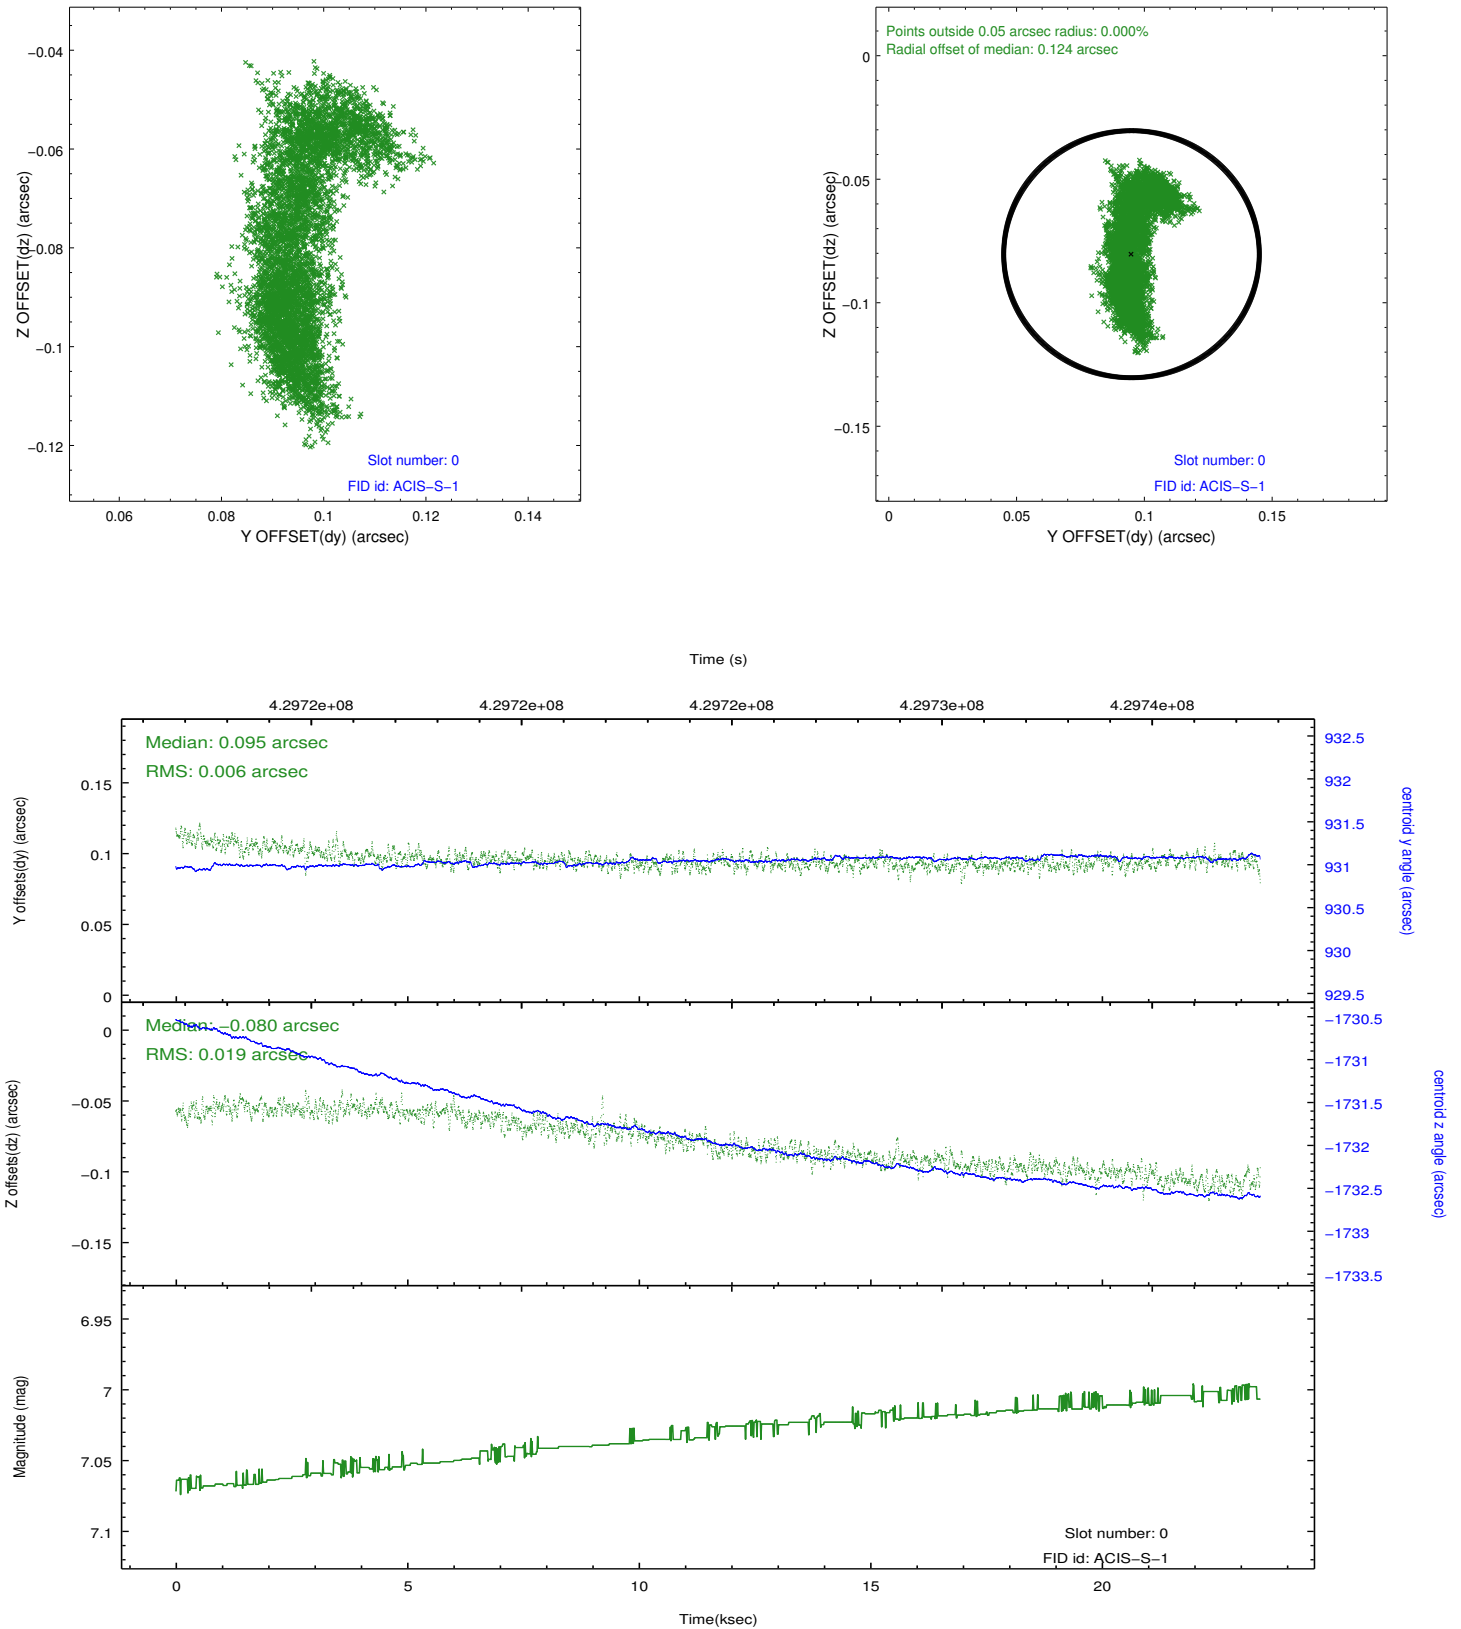 −0.04
−0.06
−0.08
−0.1
−0.12
Z OFFSET(dz) (arcsec)
Slot number: 0
FID id: ACIS−S−1
0.06
0.08
0.1
0.12
0.14
Y OFFSET(dy) (arcsec)
Points outside 0.05 arcsec radius: 0.000%
Radial offset of median: 0.124 arcsec
0
−0.05
−0.1
−0.15
Z OFFSET(dz) (arcsec)
Slot number: 0
FID id: ACIS−S−1
0
0.05
0.1
0.15
Y OFFSET(dy) (arcsec)
Time (s)
4.2972e+08
4.2972e+08
4.2972e+08
4.2973e+08
4.2974e+08
Median: 0.095 arcsec
RMS: 0.006 arcsec
0.15
0.1
0.05
0
Y offsets(dy) (arcsec)
932.5
932
931.5
931
930.5
930
929.5
centroid y angle (arcsec)
Median: −0.080 arcsec
RMS: 0.019 arcsec
0
−0.05
−0.1
−0.15
Z offsets(dz) (arcsec)
−1730.5
−1731
−1731.5
−1732
−1732.5
−1733
−1733.5
centroid z angle (arcsec)
6.95
7
7.05
7.1
Magnitude (mag)
Slot number: 0
FID id: ACIS−S−1
0
5
10
15
20
Time(ksec)